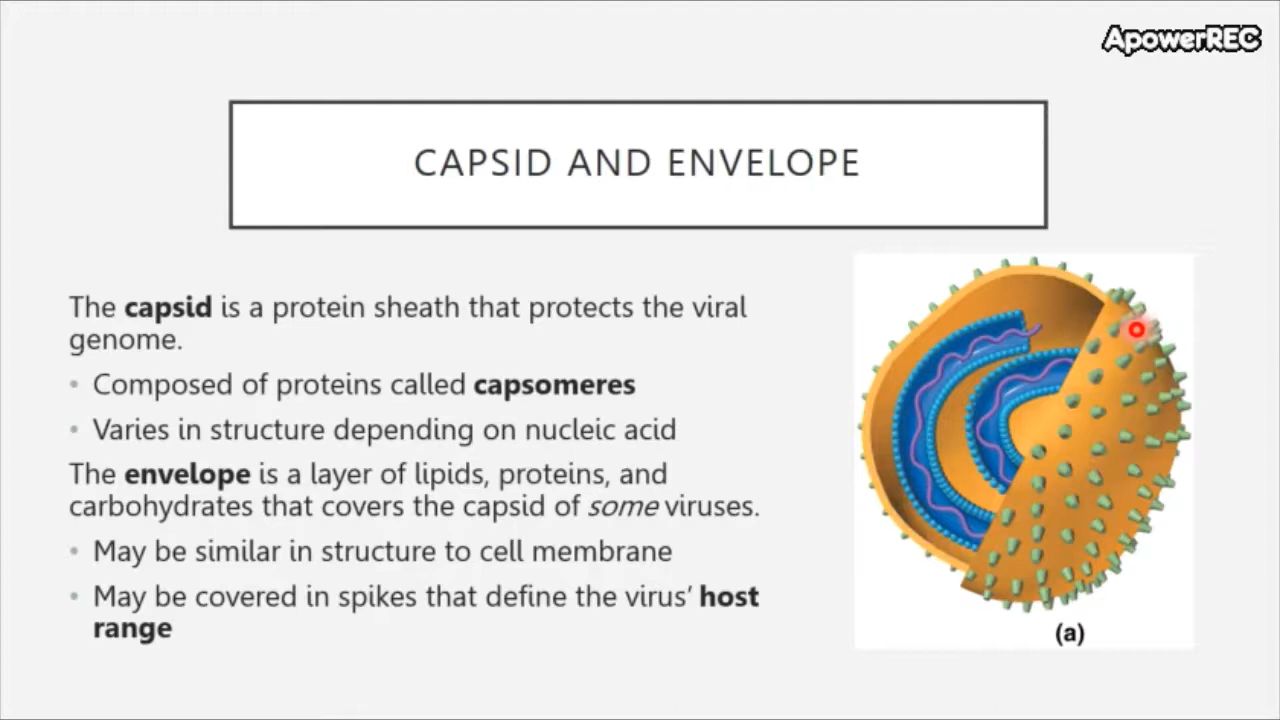 ApowerREC
CAPSID AND ENVELOPE
The capsid is a protein sheath that protects the viral
genome.
• Composed of proteins called capsomeres
• Varies in structure depending on nucleic acid
The envelope is a layer of lipids, proteins, and
carbohydrates that covers the capsid of some viruses.
• May be similar in structure to cell membrane
• May be covered in spikes that define the virus’ host
range
(a)